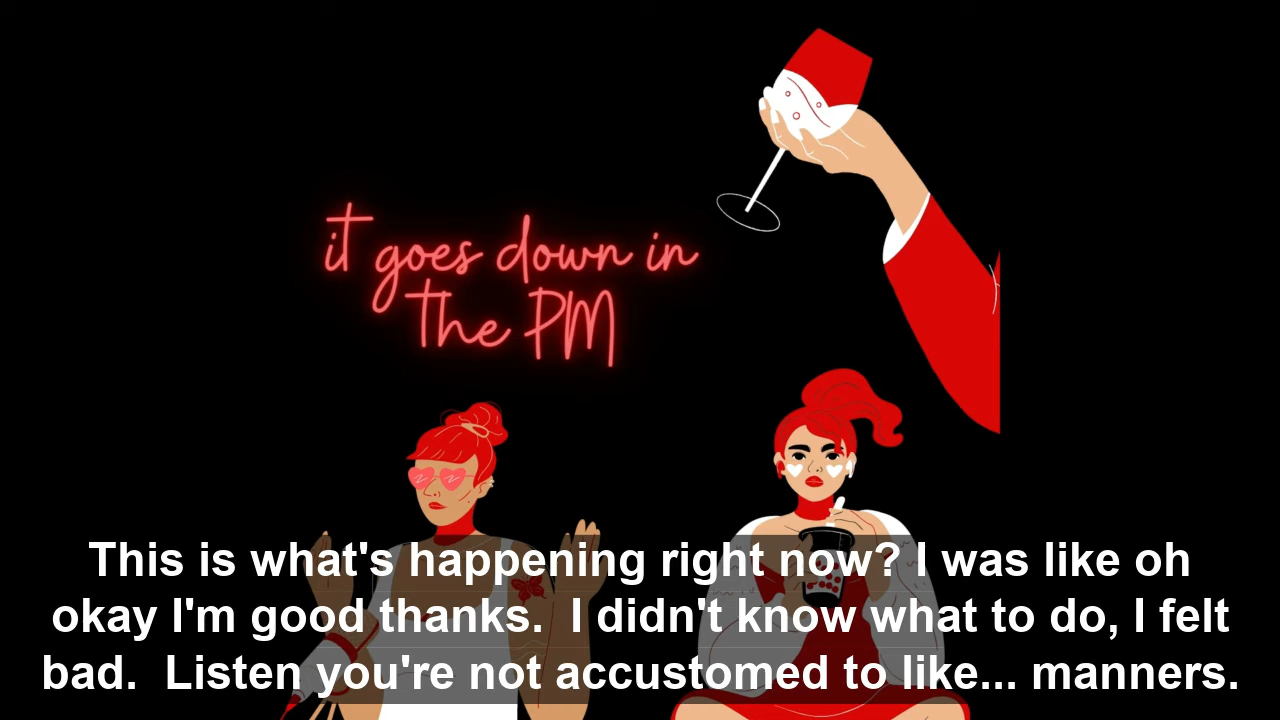 it goes down in
the PM
This is what's happening right now? I was like oh
okay I'm good thanks.  I didn't know what to do, I felt
bad.  Listen you're not accustomed to like... manners.